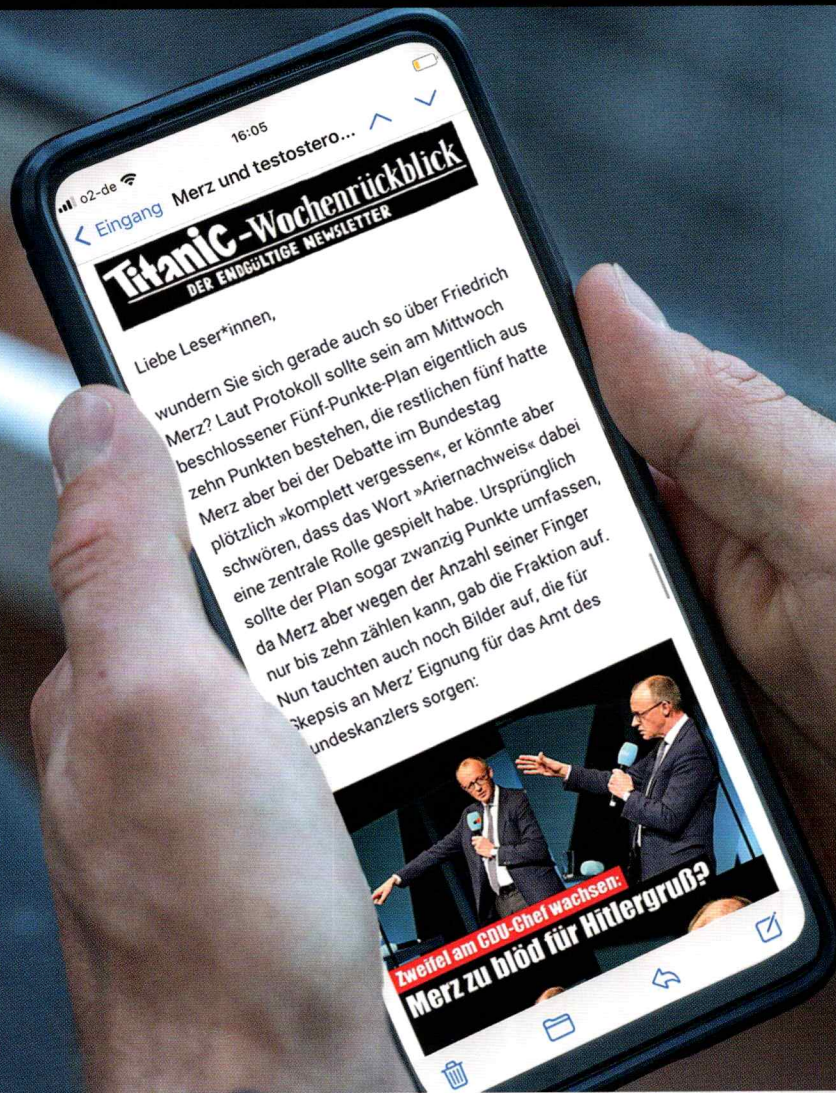 16:05
o2-de
Eingang
Merz und testostero...
Titanic-Wochenrückblick
DER ENDGÜLTIGE NEWSLETTER
Liebe Leser*innen,
wundern Sie sich gerade auch so über Friedrich
Merz? Laut Protokoll sollte sein am Mittwoch
beschlossener Fünf-Punkte-Plan eigentlich aus
zehn Punkten bestehen, die restlichen fünf hatte
Merz aber bei der Debatte im Bundestag
plötzlich »komplett vergessen«, er könnte aber
schwören, dass das Wort »Ariernachweis« dabei
eine zentrale Rolle gespielt habe. Ursprünglich
sollte der Plan sogar zwanzig Punkte umfassen,
da Merz aber wegen der Anzahl seiner Finger
nur bis zehn zählen kann, gab die Fraktion auf.
Nun tauchten auch noch Bilder auf, die für
Skepsis an Merz' Eignung für das Amt des
undeskanzlers sorgen:
Zweifel am CDU-Chef wachsen:
Merz zu blöd für Hitlergruß?